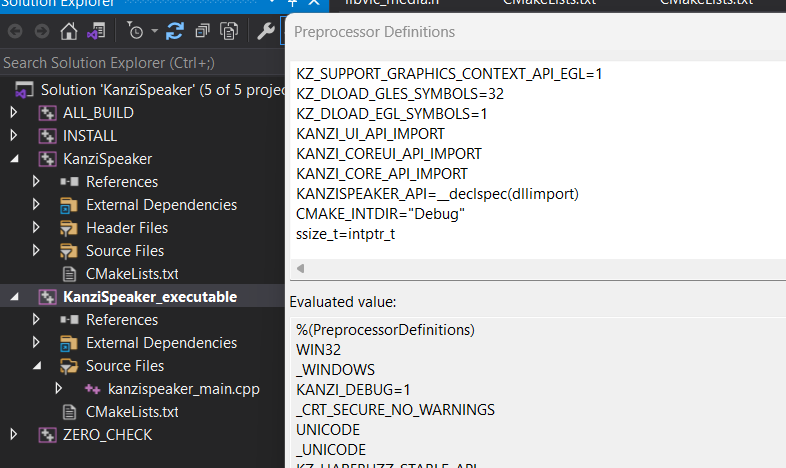 Solution Explorer
libvlc_media.h
CMakeLists.txt
CMakeLists.txt
Search Solution Explorer (Ctrl+;)
Solution 'KanziSpeaker' (5 of 5 proje
ALL_BUILD
INSTALL
KanziSpeaker
References
External Dependencies
Header Files
Source Files
CMakeLists.txt
KanziSpeaker_executable
References
External Dependencies
Source Files
kanzispeaker_main.cpp
CMakeLists.txt
ZERO_CHECK
Preprocessor Definitions
KZ_SUPPORT_GRAPHICS_CONTEXT_API_EGL=1
KZ_DLOAD_GLES_SYMBOLS=32
KZ_DLOAD_EGL_SYMBOLS=1
KANZI_UI_API_IMPORT
KANZI_COREUI_API_IMPORT
KANZI_CORE_API_IMPORT
KANZISPEAKER_API=__declspec(dllimport)
CMAKE_INTDIR="Debug"
ssize_t=intptr_t
Evaluated value:
%(PreprocessorDefinitions)
WIN32
_WINDOWS
KANZI_DEBUG=1
_CRT_SECURE_NO_WARNINGS
UNICODE
_UNICODE
KZ_HARFBUZZ_STABLE_API